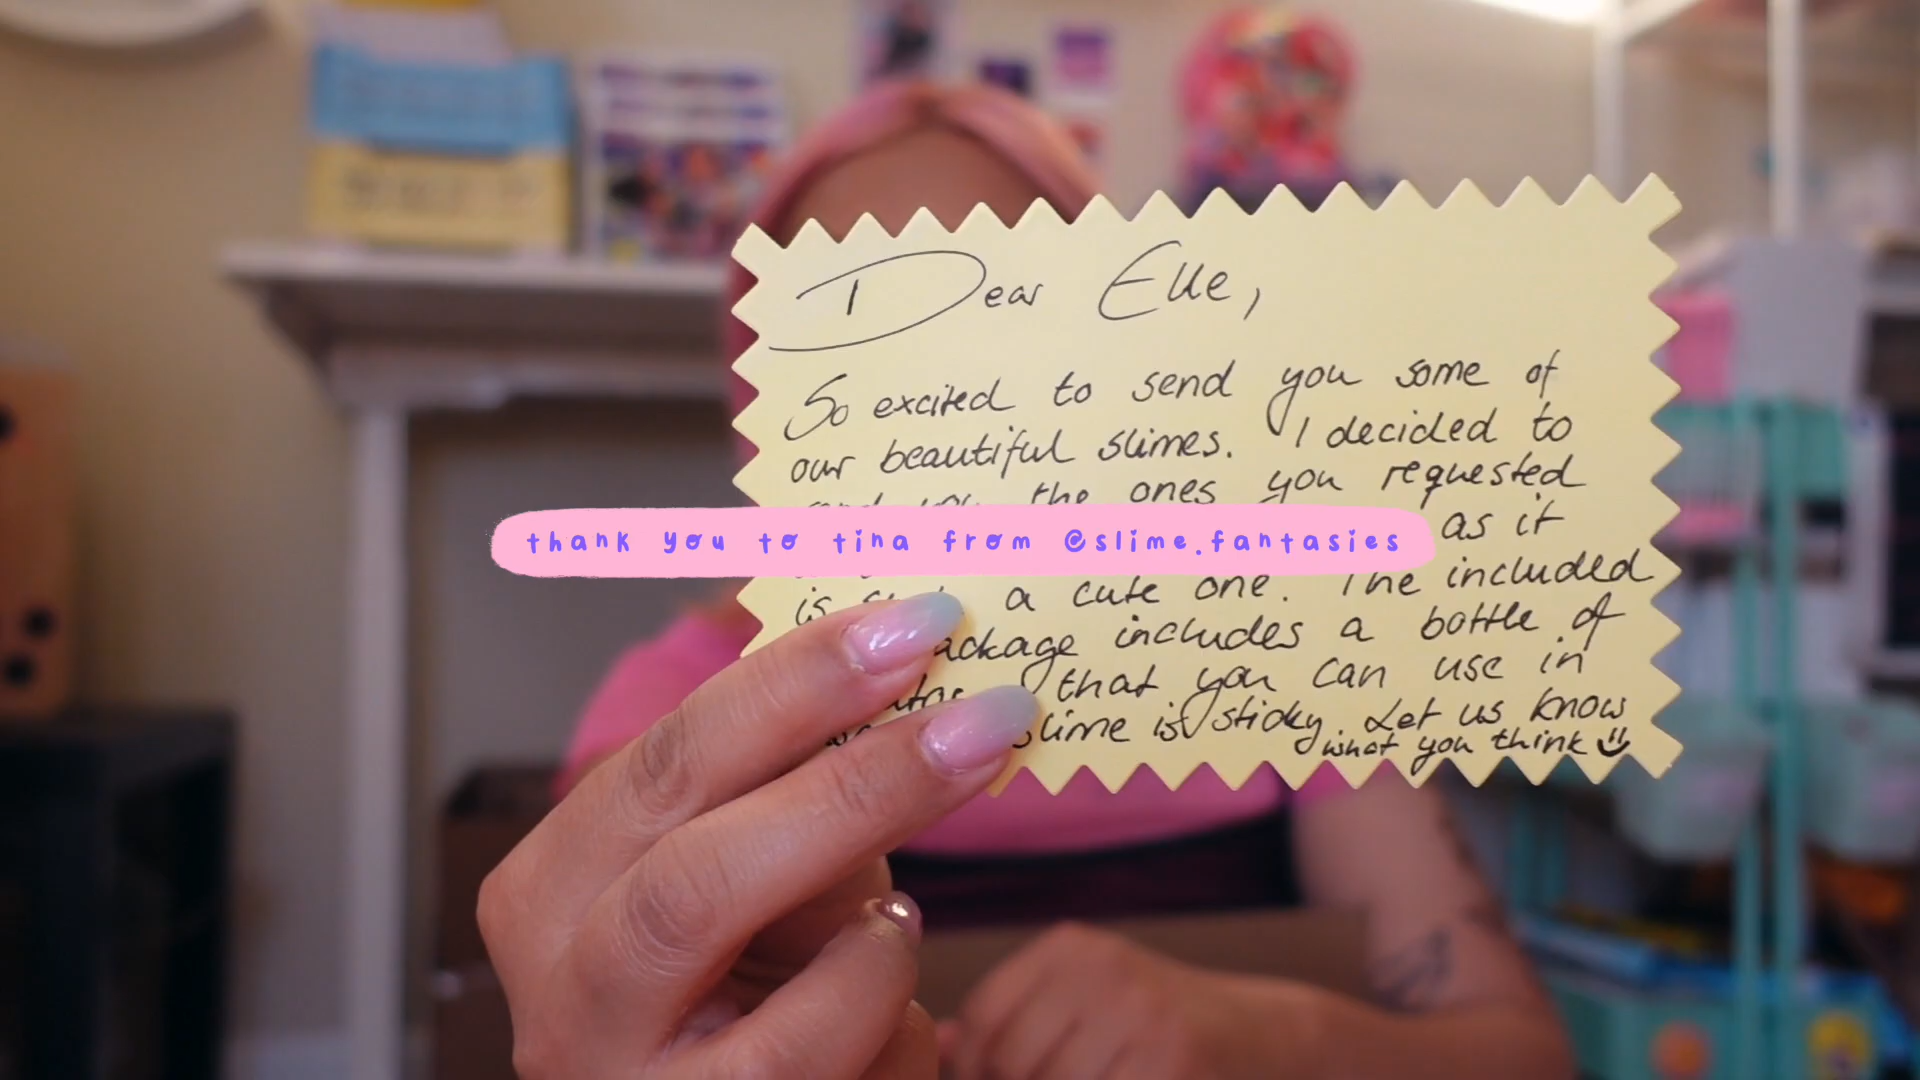 Dear Elle,
So excited to send you some of
our beautiful slimes. I decided to
the ones you requested
thank you to tina from @slime.fantasies
as it
is a cute one. The included
package includes a bottle of
that you can use in
slime is sticky. Let us know
what you think